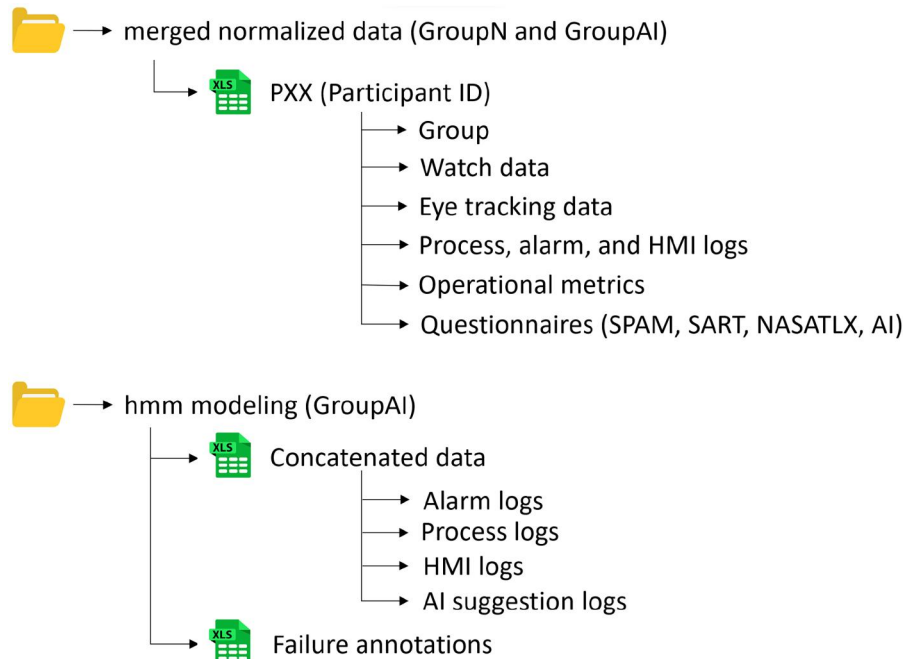 merged normalized data (GroupN and GroupAI)
XLS
PXX (Participant ID)
Group
Watch data
Eye tracking data
Process, alarm, and HMI logs
Operational metrics
Questionnaires (SPAM, SART, NASATLX, AI)
hmm modeling (GroupAI)
XLS
Concatenated data
Alarm logs
Process logs
HMI logs
AI suggestion logs
XLS
Failure annotations